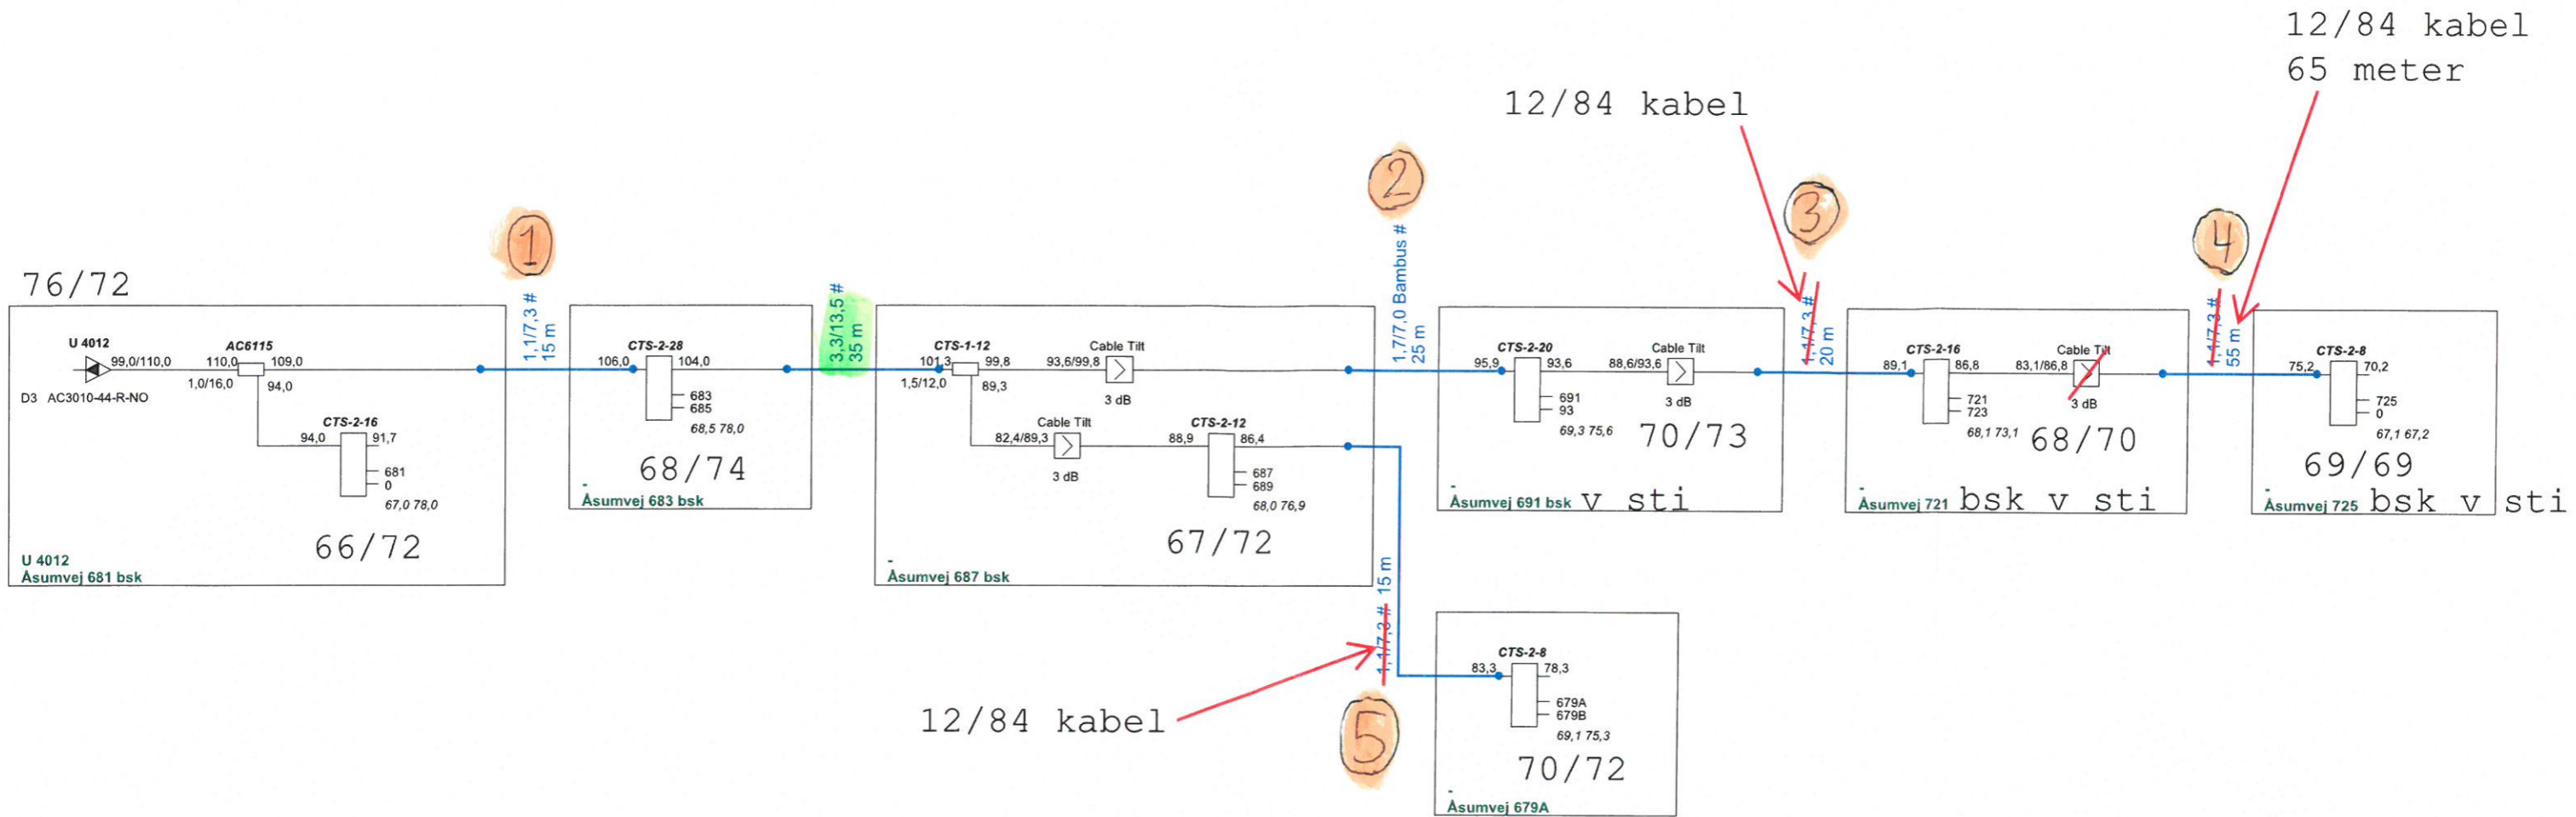 12/84 kabel
65 meter
12/84 kabel
1
2
3
4
76/72
1,1/7,3 #
15 m
3,3/13,5 #
35 m
1,7/7,0 Bambus #
25 m
1,1/7,3 #
20 m
1,1/7,3 #
55 m
U 4012
99,0/110,0
D3 AC3010-44-R-NO
AC6115
110,0
109,0
1,0/16,0
94,0
CTS-2-16
94,0
91,7
681
0
67,0 78,0
66/72
U 4012
Åsumvej 681 bsk
CTS-2-28
106,0
104,0
683
685
68,5 78,0
68/74
-
Åsumvej 683 bsk
CTS-1-12
101,3
99,8
1,5/12,0
89,3
Cable Tilt
93,6/99,8
3 dB
Cable Tilt
82,4/89,3
3 dB
CTS-2-12
88,9
86,4
687
689
68,0 76,9
67/72
-
Åsumvej 687 bsk
CTS-2-20
95,9
93,6
691
93
69,3 75,6
Cable Tilt
88,6/93,6
3 dB
70/73
-
Åsumvej 691 bsk v sti
CTS-2-16
89,1
86,8
721
723
68,1 73,1
Cable Tilt
83,1/86,8
3 dB
68/70
-
Åsumvej 721 bsk v sti
CTS-2-8
75,2
70,2
725
0
67,1 67,2
69/69
-
Åsumvej 725 bsk v sti
1,1/7,3 # 15 m
12/84 kabel
5
CTS-2-8
83,3
78,3
679A
679B
69,1 75,3
70/72
-
Åsumvej 679A